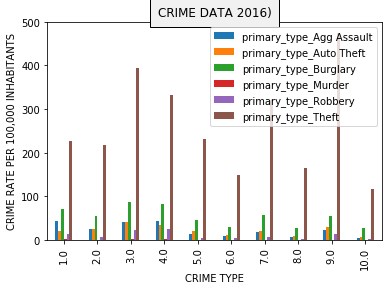 CRIME DATA 2016)
CRIME RATE PER 100,000 INHABITANTS
500
400
300
200
100
0
primary_type_Agg Assault
primary_type_Auto Theft
primary_type_Burglary
primary_type_Murder
primary_type_Robbery
primary_type_Theft
1.0
2.0
3.0
4.0
5.0
6.0
7.0
8.0
9.0
10.0
CRIME TYPE